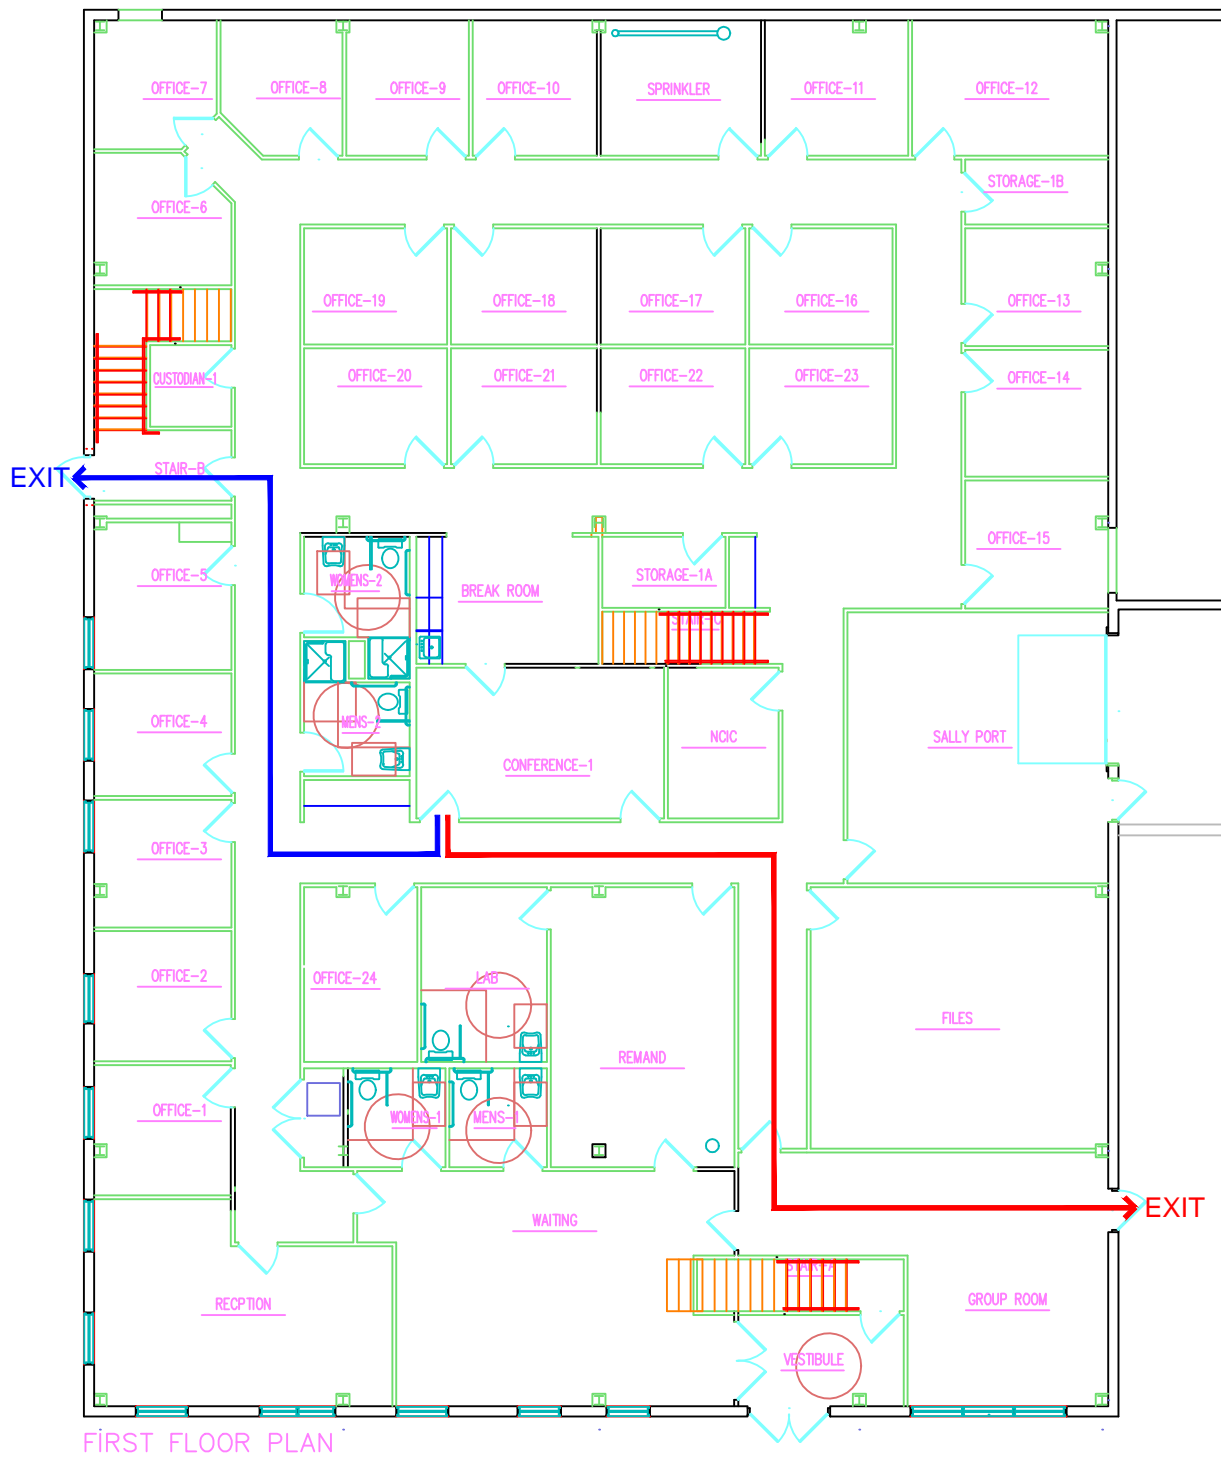 OFFICE-7
OFFICE-8
OFFICE-9
OFFICE-10
SPRINKLER
OFFICE-11
OFFICE-12
STORAGE-1B
OFFICE-6
OFFICE-19
OFFICE-18
OFFICE-17
OFFICE-16
OFFICE-13
CUSTODIAN-1
OFFICE-20
OFFICE-21
OFFICE-22
OFFICE-23
OFFICE-14
EXIT
STAIR-B
OFFICE-15
OFFICE-5
WOMENS-2
BREAK ROOM
STORAGE-1A
STAIR-C
OFFICE-4
MENS-2
CONFERENCE-1
NCIC
SALLY PORT
OFFICE-3
OFFICE-2
OFFICE-24
LAB
REMAND
FILES
OFFICE-1
WOMENS-1
MENS-1
WAITING
EXIT
STAIR-A
RECPTION
GROUP ROOM
VESTIBULE
FIRST FLOOR PLAN